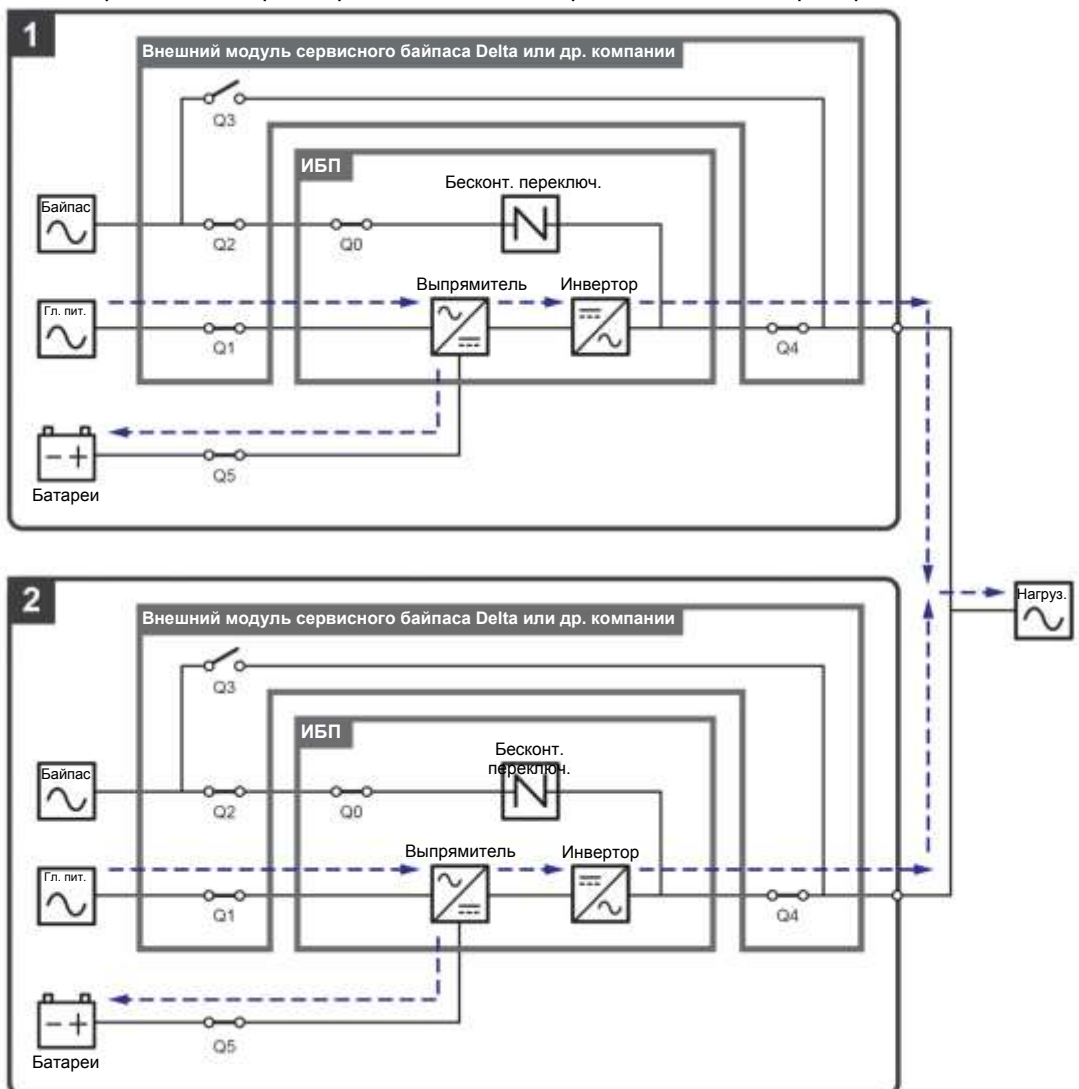 1
Внешний модуль сервисного байпаса Delta или др. компании
Q3
ИБП
Бесконт. переключ.
Байпас
Q2
Q0
Выпрямитель
Инвертор
Гл. пит.
Q1
Q4
Q5
Батареи
2
Нагруз.
Внешний модуль сервисного байпаса Delta или др. компании
Q3
ИБП
Бесконт.
переключ.
Байпас
Q2
Q0
Выпрямитель
Инвертор
Гл. пит.
Q1
Q4
Q5
Батареи